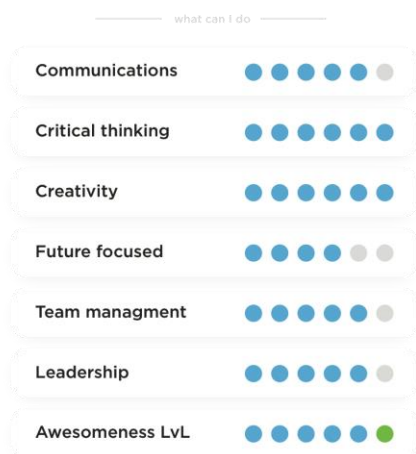 what can I do
Communications
Critical thinking
Creativity
Future focused
Team managment
Leadership
Awesomeness LvL